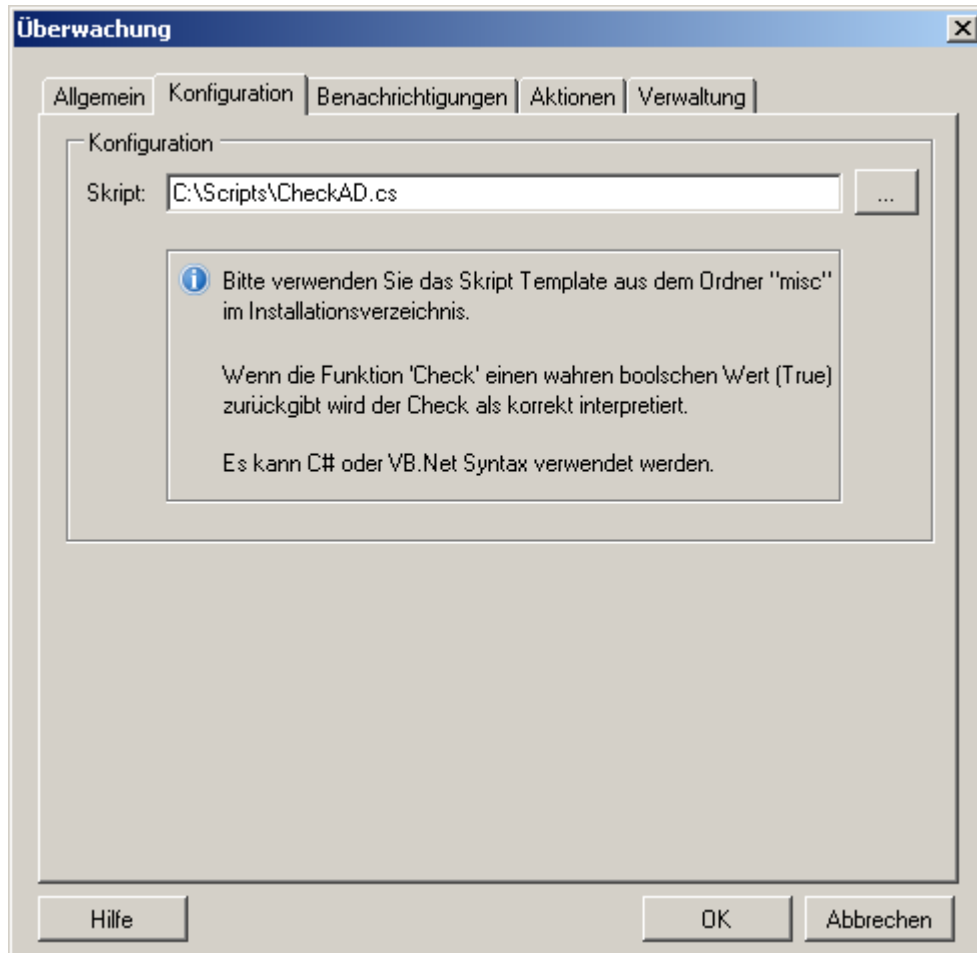 Überwachung
Allgemein Konfiguration Benachrichtigungen Aktionen Verwaltung
Konfiguration
Skript: C:\Scripts\CheckAD.cs ...
Bitte verwenden Sie das Skript Template aus dem Ordner "misc"
im Installationsverzeichnis.
Wenn die Funktion 'Check' einen wahren boolschen Wert (True)
zurückgibt wird der Check als korrekt interpretiert.
Es kann C# oder VB.Net Syntax verwendet werden.
Hilfe OK Abbrechen